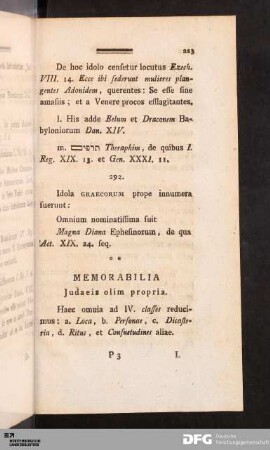 213
De hoc idolo censetur locutus Ezech.
VIII. 14. Ecce ibi sederunt mulieres plan-
gentes Adonidem, querentes: Se esse sine
amasiis; et a Venere procos efflagitantes.
l. His adde Belum et Draconem Ba-
byloniorum Dan. XIV.
m. Theraphim, de quibus I.
Reg. XIX. 13. et Gen. XXXI. 11.
292.
Idola GRAECORUM prope innumera
fuerunt:
Omnium nominatissima fuit
Magna Diana Ephesinorum, de qua
Act. XIX. 24. seq.
MEMORABILIA
Judaeis olim propria.
Haec omnia ad IV. classes reduci-
mus: a. Loca, b. Personas, c. Dicaste-
ria, d. Ritus, et Consuetudines aliae.
P 3
I.
DFG
Deutsche
Forschungsgemeinschaft